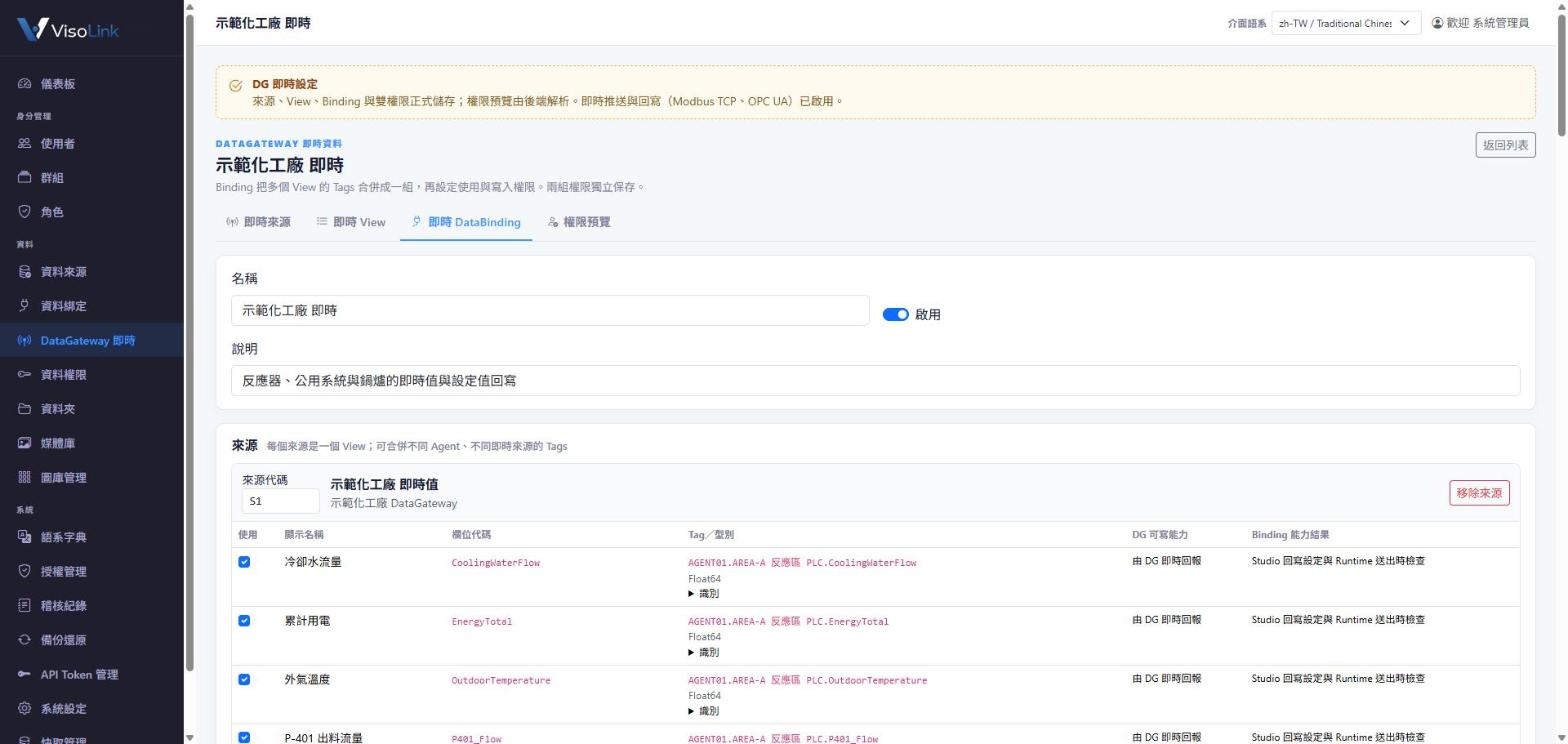 VisoLink
儀表板
身分管理
使用者
群組
角色
資料
資料來源
資料綁定
DataGateway 即時
資料權限
資料夾
媒體庫
圖庫管理
系統
語系字典
授權管理
稽核紀錄
備份還原
API Token 管理
系統設定
快取管理
示範化工廠 即時
介面語系 zh-TW / Traditional Chines 歡迎 系統管理員
DG 即時設定
來源、View、Binding 與雙權限正式儲存；權限預覽由後端解析。即時推送與回寫（Modbus TCP、OPC UA）已啟用。
DATAGATEWAY 即時資料
示範化工廠 即時
返回列表
Binding 把多個 View 的 Tags 合併成一組，再設定使用與寫入權限。兩組權限獨立保存。
即時來源 即時 View 即時 DataBinding 權限預覽
名稱
示範化工廠 即時 啟用
說明
反應器、公用系統與鍋爐的即時值與設定值回寫
來源 每個來源是一個 View；可合併不同 Agent、不同即時來源的 Tags
來源代碼
S1
示範化工廠 即時值
示範化工廠 DataGateway
移除來源
使用 顯示名稱 欄位代碼 Tag／型別 DG 可寫能力 Binding 能力結果
冷卻水流量 CoolingWaterFlow AGENT01.AREA-A 反應區 PLC.CoolingWaterFlow 由 DG 即時回報 Studio 回寫設定與 Runtime 送出時檢查
Float64
▶ 識別
累計用電 EnergyTotal AGENT01.AREA-A 反應區 PLC.EnergyTotal 由 DG 即時回報 Studio 回寫設定與 Runtime 送出時檢查
Float64
▶ 識別
外氣溫度 OutdoorTemperature AGENT01.AREA-A 反應區 PLC.OutdoorTemperature 由 DG 即時回報 Studio 回寫設定與 Runtime 送出時檢查
Float64
▶ 識別
P-401 出料流量 P401_Flow AGENT01.AREA-A 反應區 PLC.P401_Flow 由 DG 即時回報 Studio 回寫設定與 Runtime 送出時檢查